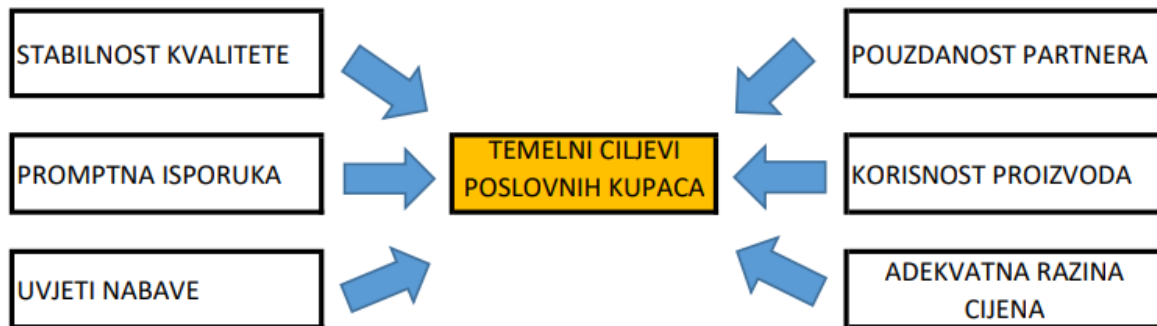 STABILNOST KVALITETE
POUZDANOST PARTNERA
PROMPTNA ISPORUKA
TEMELNI CILJEVI
POSLOVNIH KUPACA
KORISNOST PROIZVODA
UVJETI NABAVE
ADEKVATNA RAZINA
CIJENA